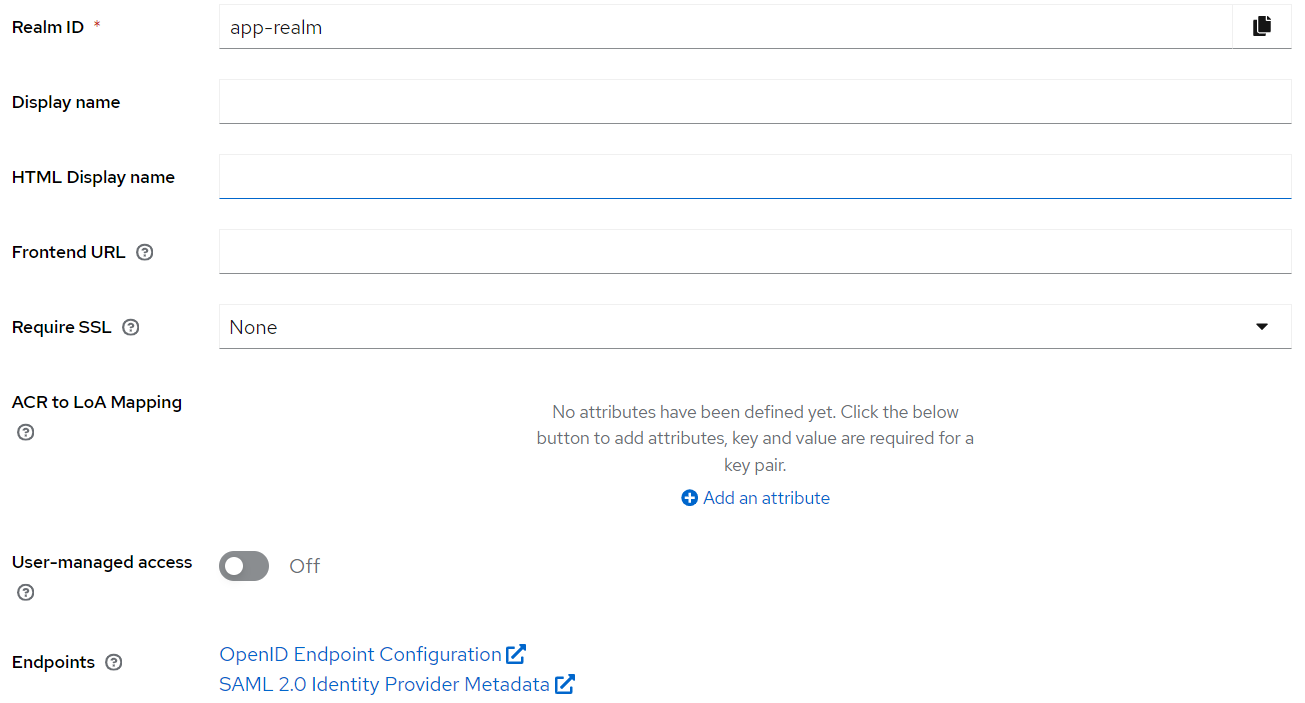 Realm ID *
app-realm
Display name
HTML Display name
Frontend URL
Require SSL
None
ACR to LoA Mapping
No attributes have been defined yet. Click the below
button to add attributes, key and value are required for a
key pair.
Add an attribute
User-managed access
Off
Endpoints
OpenID Endpoint Configuration
SAML 2.0 Identity Provider Metadata